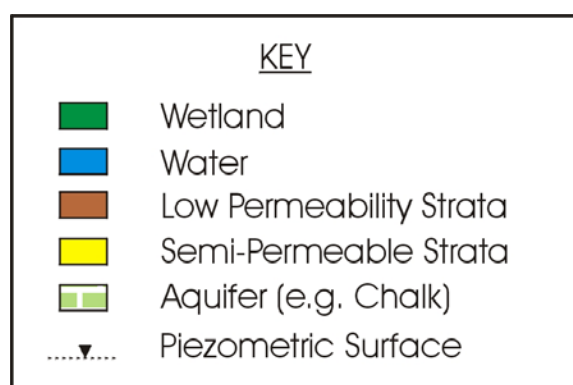 KEY
Wetland
Water
Low Permeability Strata
Semi-Permeable Strata
Aquifer (e.g. Chalk)
Piezometric Surface